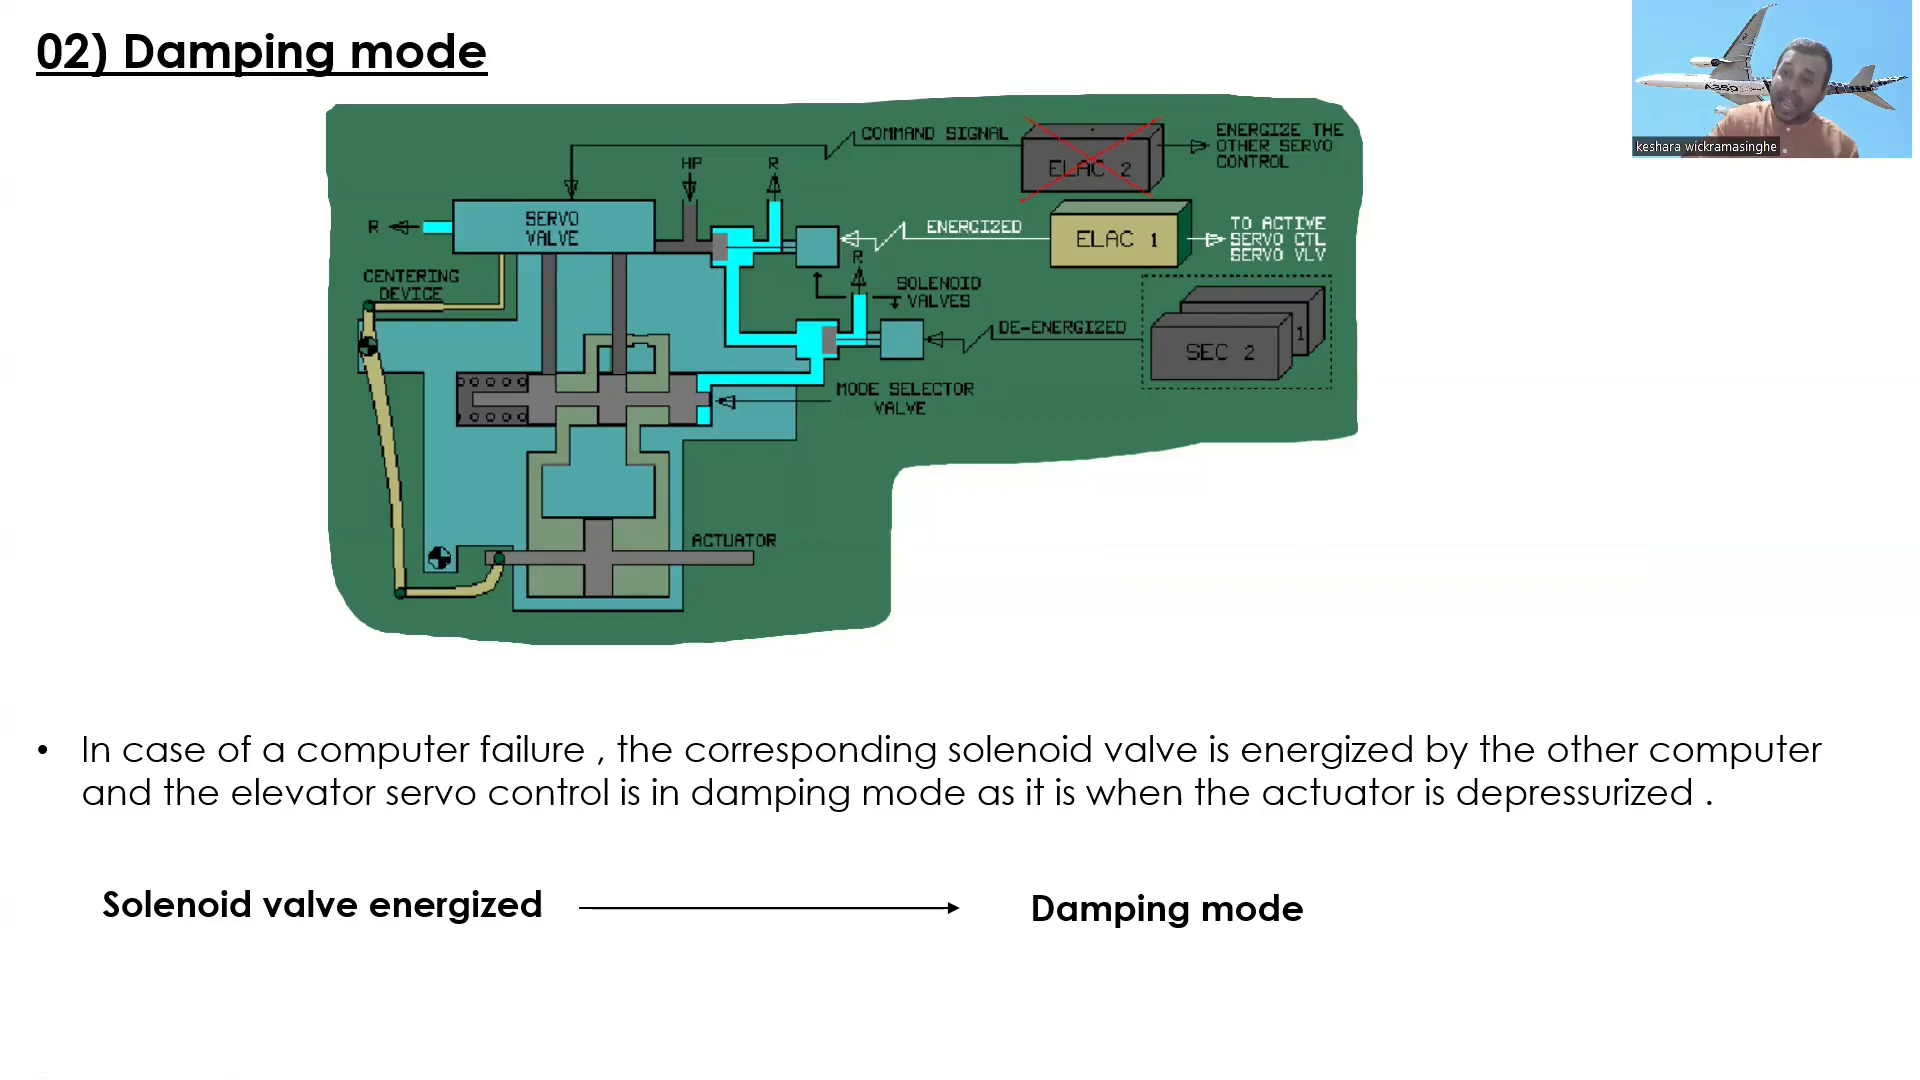 02) Damping mode
COMMAND SIGNAL
ELAC 2
ENERGIZE THE
OTHER SERVO
CONTROL
HP
R
R
SERVO
VALVE
ENERGIZED
ELAC 1
TO ACTIVE
SERVO CTL
SERVO VLV
R
CENTERING
DEVICE
SOLENOID
VALVES
DE-ENERGIZED
1
SEC 2
MODE SELECTOR
VALVE
ACTUATOR
A350
keshara wickramasinghe
• In case of a computer failure , the corresponding solenoid valve is energized by the other computer
and the elevator servo control is in damping mode as it is when the actuator is depressurized .
Solenoid valve energized
Damping mode